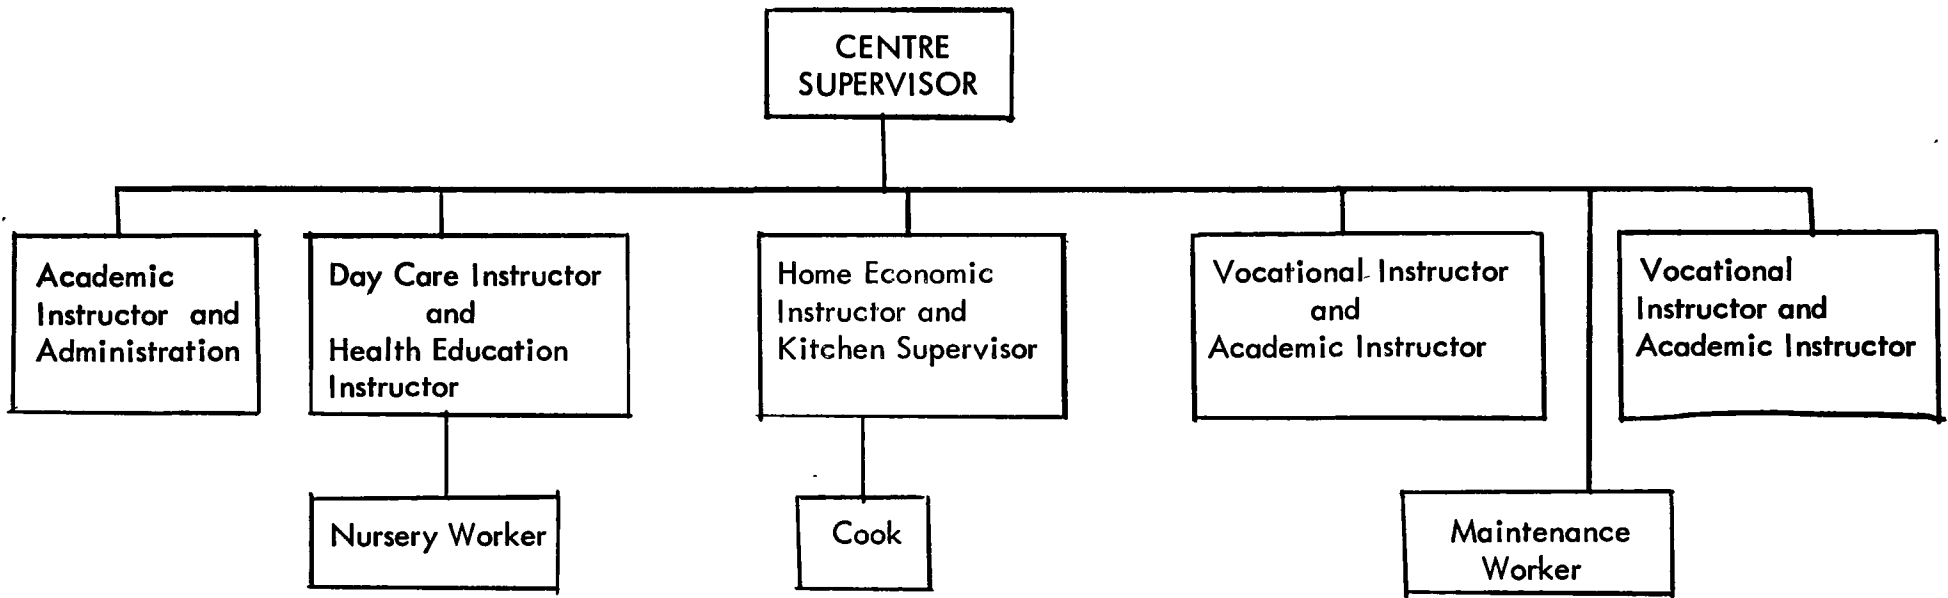 CENTRE
SUPERVISOR
Academic
Instructor and
Administration
Day Care Instructor
and
Health Education
Instructor
Home Economic
Instructor and
Kitchen Supervisor
Vocational Instructor
and
Academic Instructor
Vocational
Instructor and
Academic Instructor
Nursery Worker
Cook
Maintenance
Worker